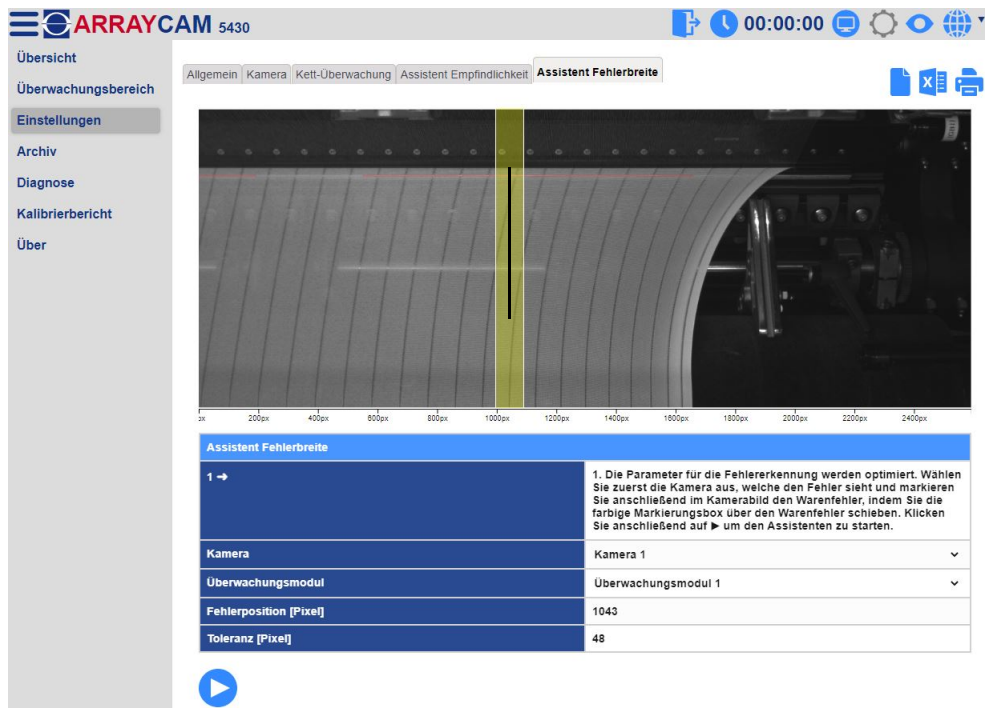 ARRAYCAM 5430
00:00:00
Übersicht
Überwachungsbereich
Einstellungen
Archiv
Diagnose
Kalibrierbericht
Über
Allgemein
Kamera
Kett-Überwachung
Assistent Empfindlichkeit
Assistent Fehlerbreite
px 200px 400px 600px 800px 1000px 1200px 1400px 1600px 1800px 2000px 2200px 2400px
Assistent Fehlerbreite
1 ➔
1. Die Parameter für die Fehlererkennung werden optimiert. Wählen
Sie zuerst die Kamera aus, welche den Fehler sieht und markieren
Sie anschließend im Kamerabild den Warenfehler, indem Sie die
farbige Markierungsbox über den Warenfehler schieben. Klicken
Sie anschließend auf ▶ um den Assistenten zu starten.
Kamera
Kamera 1
Überwachungsmodul
Überwachungsmodul 1
Fehlerposition [Pixel]
1043
Toleranz [Pixel]
48